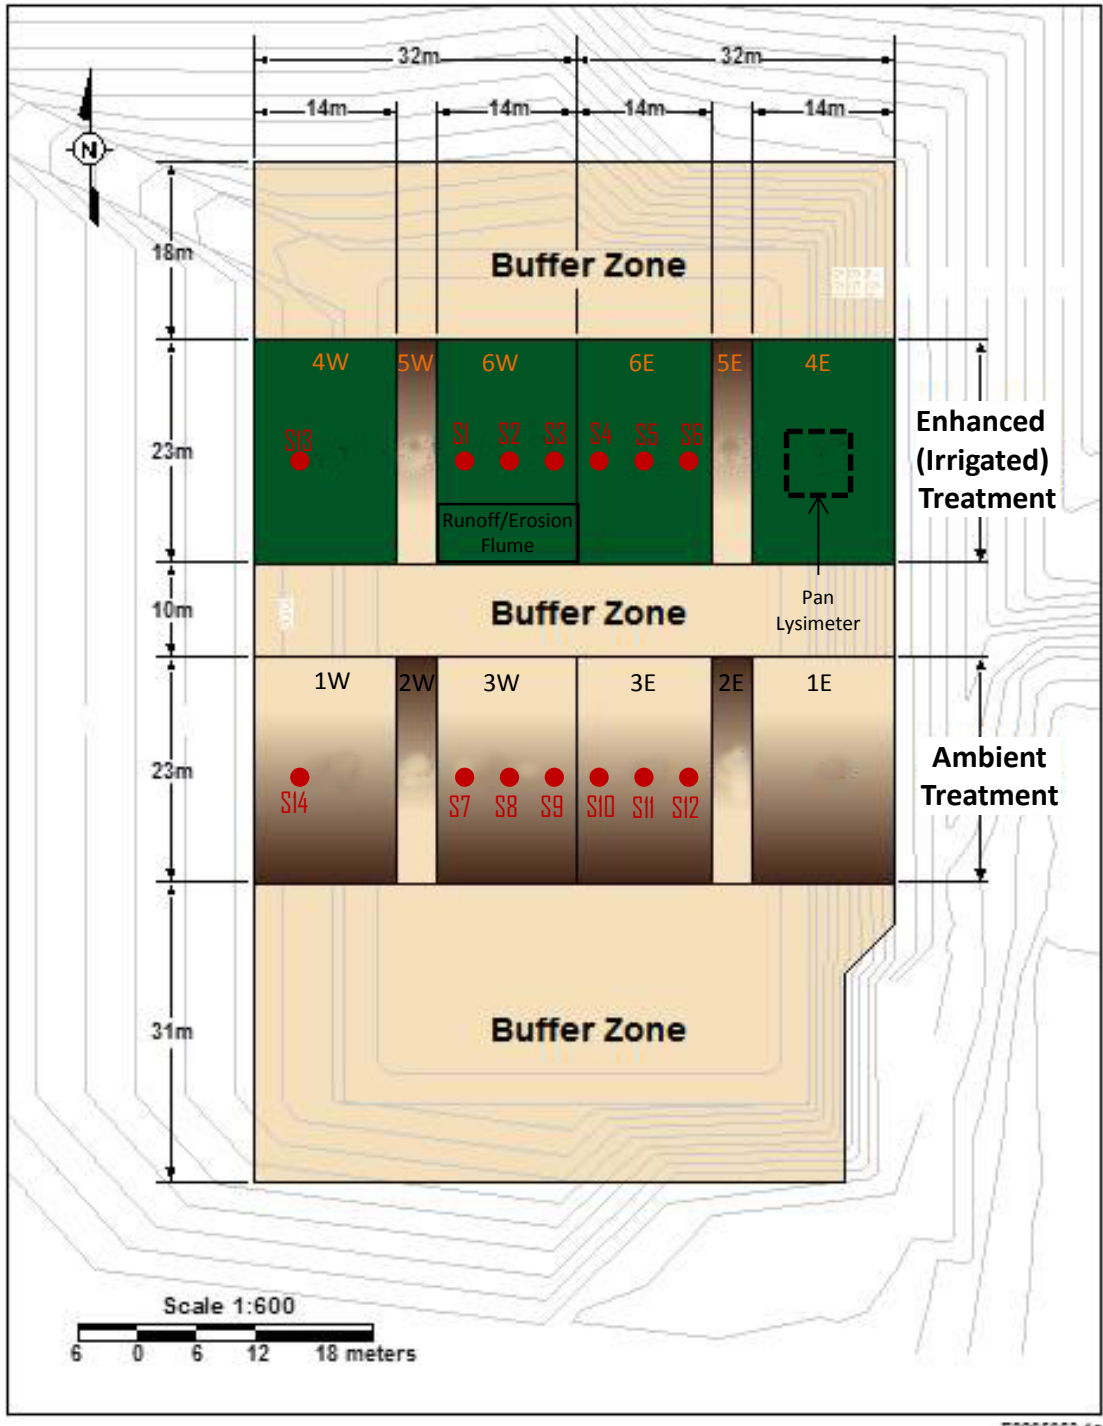 32m 32m
14m 14m 14m 14m
N
18m
Buffer Zone
4W 5W 6W 6E 5E 4E
Enhanced
(Irrigated)
Treatment
23m
S13 S1 S2 S3 S4 S5 S6
Runoff/Erosion
Flume
Pan
Lysimeter
10m
Buffer Zone
1W 2W 3W 3E 2E 1E
Ambient
Treatment
23m
S14 S7 S8 S9 S10 S11 S12
31m
Buffer Zone
Scale 1:600
6 0 6 12 18 meters